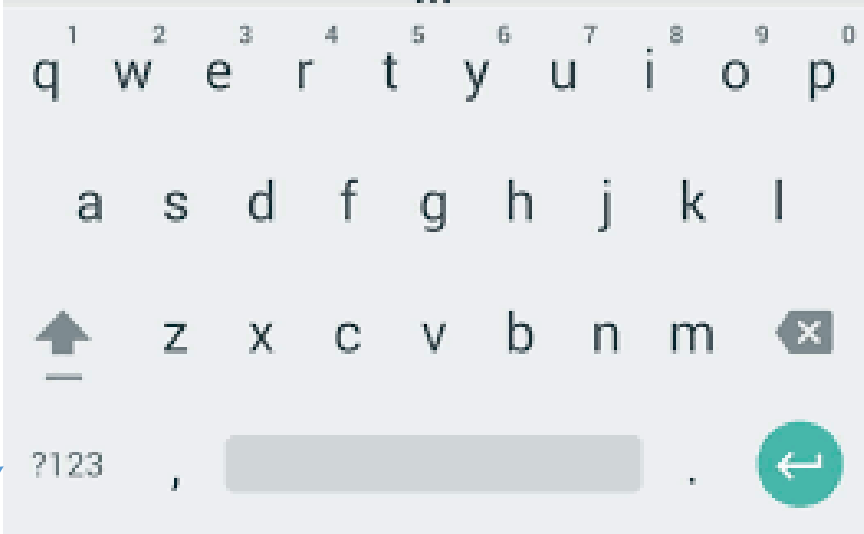 1 2 3 4 5 6 7 8 9 0
q w e r t y u i o p
a s d f g h j k l
z x c v b n m
?123 , .